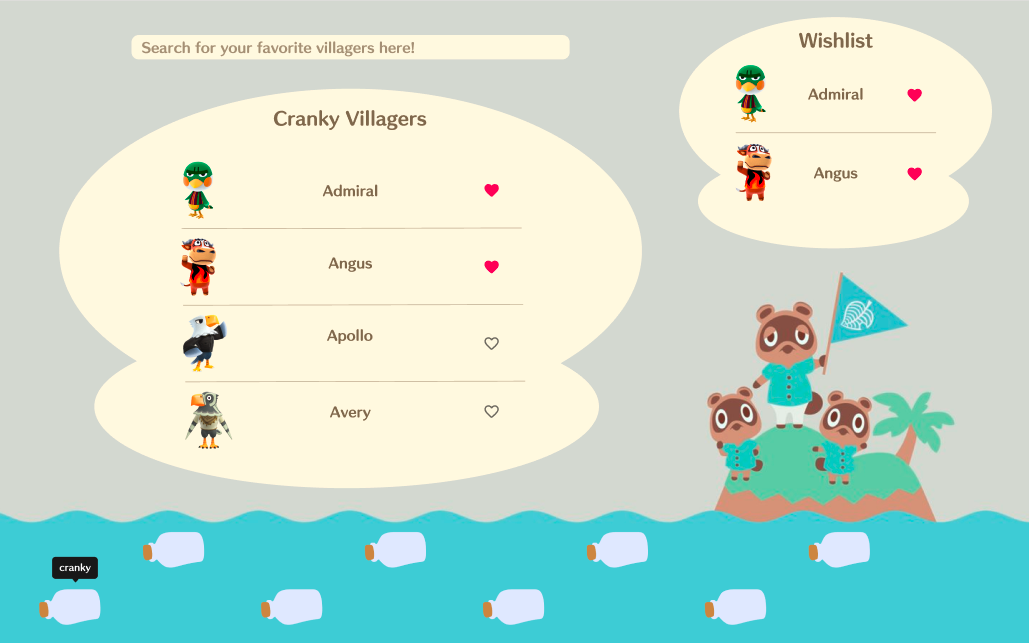 Search for your favorite villagers here!
Cranky Villagers
Admiral
Angus
Apollo
Avery
Wishlist
Admiral
Angus
cranky